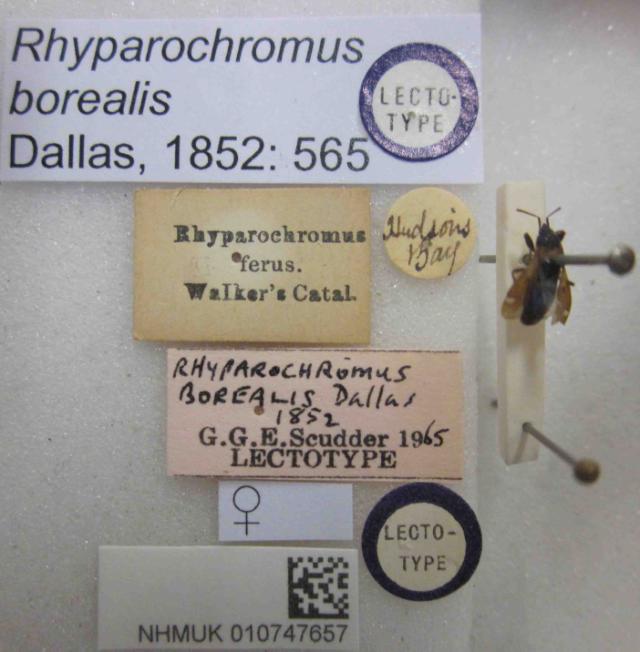 Rhyparochromus
borealis
Dallas, 1852: 565
LECTO-
TYPE
Rhyparochromus
ferus.
Walker's Catal.
Hudsons
Bay
RHYPAROCHROMUS
BOREALIS Dallas
1852
G.G.E.Scudder 1965
LECTOTYPE
♀
LECTO-
TYPE
NHMUK 010747657